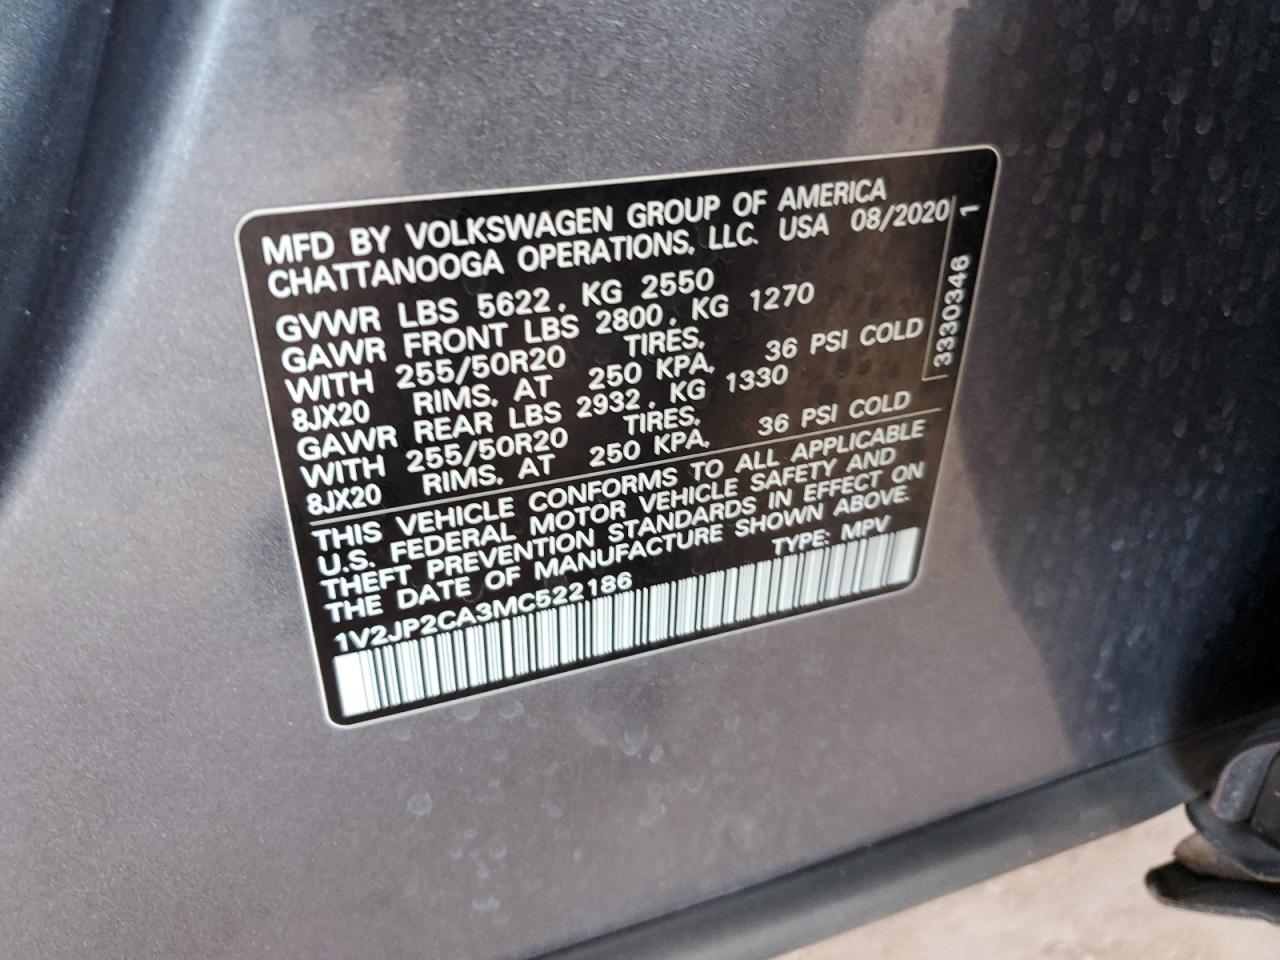 MFD BY VOLKSWAGEN GROUP OF AMERICA
CHATTANOOGA OPERATIONS, LLC. USA 08/2020
GVWR LBS 5622. KG 2550
GAWR FRONT LBS 2800. KG 1270
WITH 255/50R20 TIRES.
8JX20 RIMS. AT 250 KPA. 36 PSI COLD
GAWR REAR LBS 2932. KG 1330
WITH 255/50R20 TIRES.
8JX20 RIMS. AT 250 KPA. 36 PSI COLD
THIS VEHICLE CONFORMS TO ALL APPLICABLE
U.S. FEDERAL MOTOR VEHICLE SAFETY AND
THEFT PREVENTION STANDARDS IN EFFECT ON
THE DATE OF MANUFACTURE SHOWN ABOVE.
1V2JP2CA3MC522186 TYPE: MPV
3330346 1